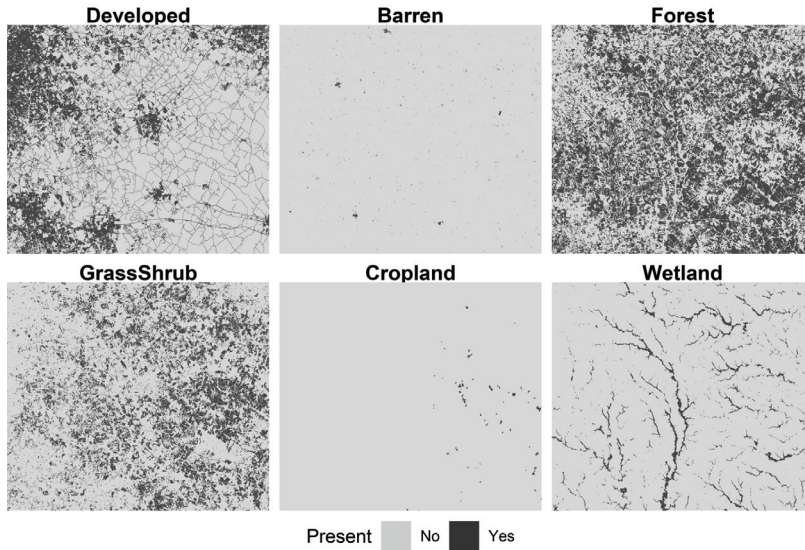 Developed
Barren
Forest
GrassShrub
Cropland
Wetland
Present No Yes